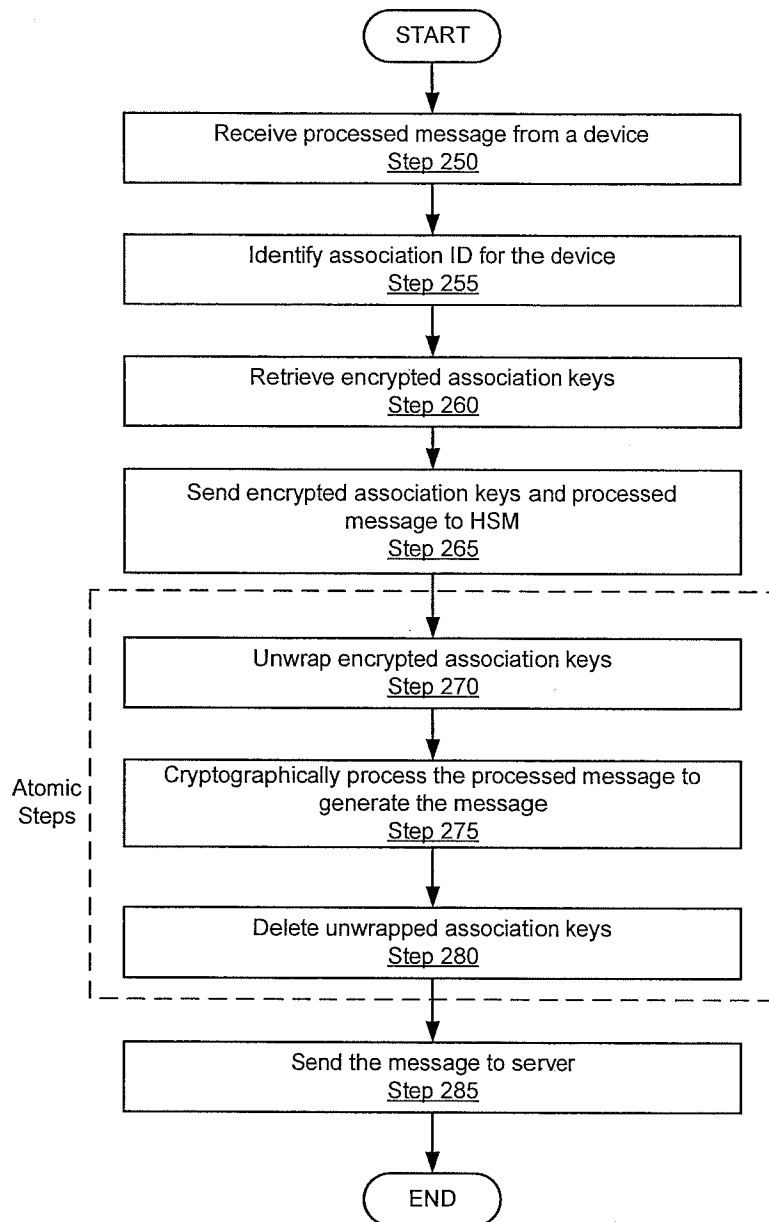 START
Receive processed message from a device
Step 250
Identify association ID for the device
Step 255
Retrieve encrypted association keys
Step 260
Send encrypted association keys and processed
message to HSM
Step 265
Unwrap encrypted association keys
Step 270
Atomic
Steps
Cryptographically process the processed message to
generate the message
Step 275
Delete unwrapped association keys
Step 280
Send the message to server
Step 285
END